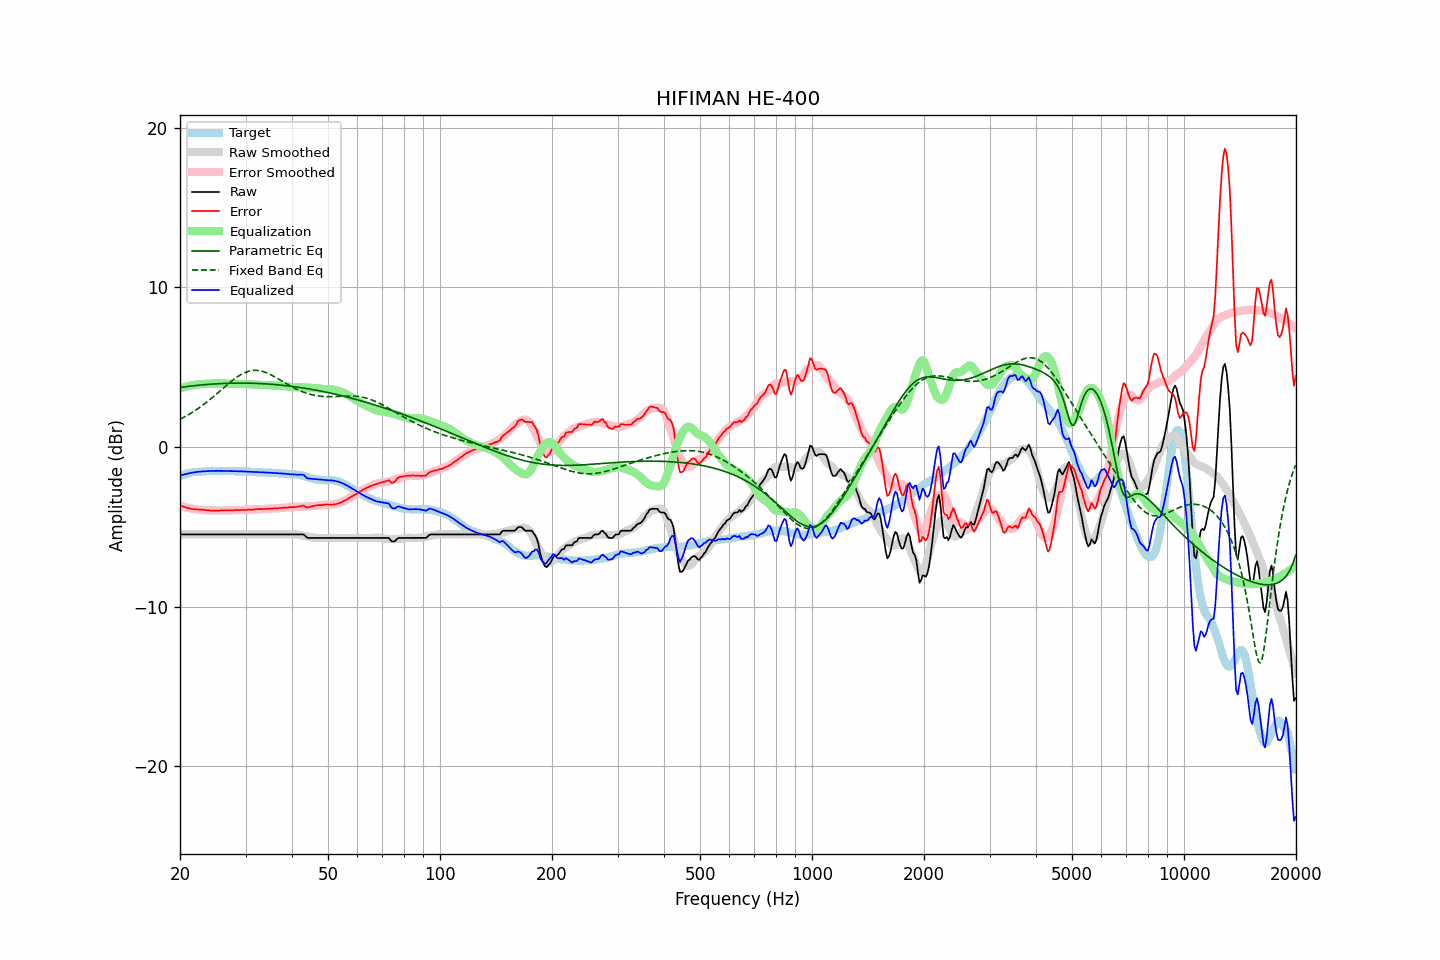 HIFIMAN HE-400
20
10
0
−10
−20
Amplitude (dBr)
Target
Raw Smoothed
Error Smoothed
Raw
Error
Equalization
Parametric Eq
Fixed Band Eq
Equalized
20 50 100 200 500 1000 2000 5000 10000 20000
Frequency (Hz)